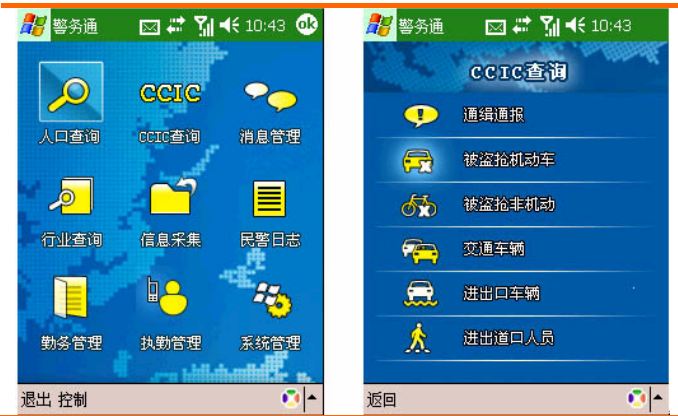 警务通 10:43 ok
CCIC
人口查询 CCIC查询 消息管理
行业查询 信息采集 民警日志
勤务管理 执勤管理 系统管理
退出 控制
警务通 10:43
CCIC查询
通缉通报
被盗抢机动车
被盗抢非机动
交通车辆
进出口车辆
进出道口人员
返回